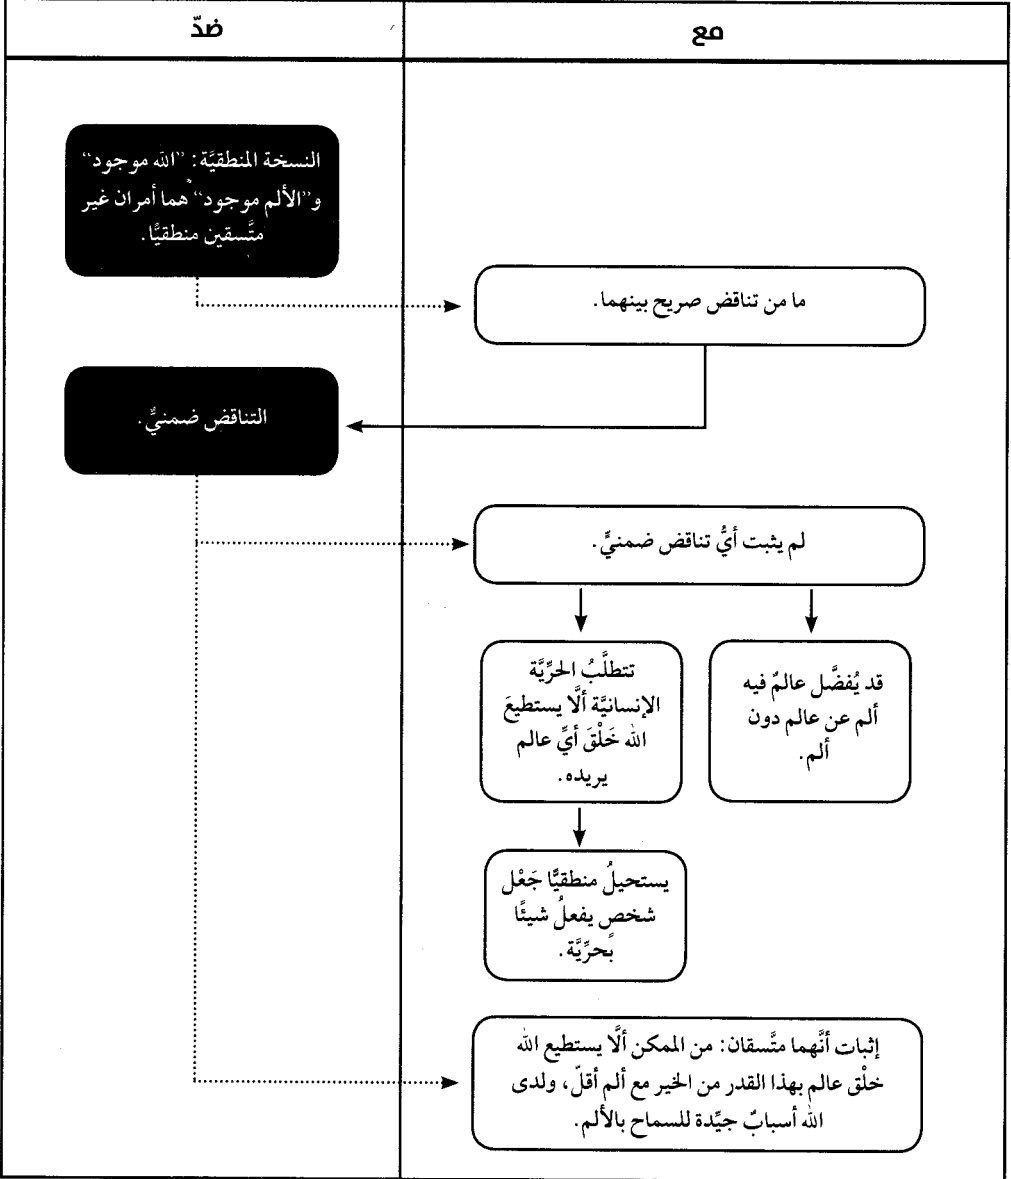 مع
ضدّ
النسخة المنطقيَّة: “الله موجود”
و“الألم موجود” هما أمران غير
متَّسقين منطقيًّا.
ما من تناقض صريح بينهما.
التناقض ضمنيٌّ.
لم يثبت أيُّ تناقض ضمنيٍّ.
قد يُفضَّل عالمٌ فيه
ألم عن عالم دون
ألم.
تتطلَّبُ الحرِّيَّة
الإنسانيَّة ألَّا يستطيعَ
الله خَلْقَ أيِّ عالم
يريده.
يستحيلُ منطقيًّا جَعْل
شخصٍ يفعلُ شيئًا
بحرِّيَّة.
إثبات أنَّهما متَّسقان: من الممكن ألَّا يستطيع الله
خلْق عالم بهذا القدر من الخير مع ألم أقلّ، ولدى
الله أسبابٌ جيِّدة للسماح بالألم.